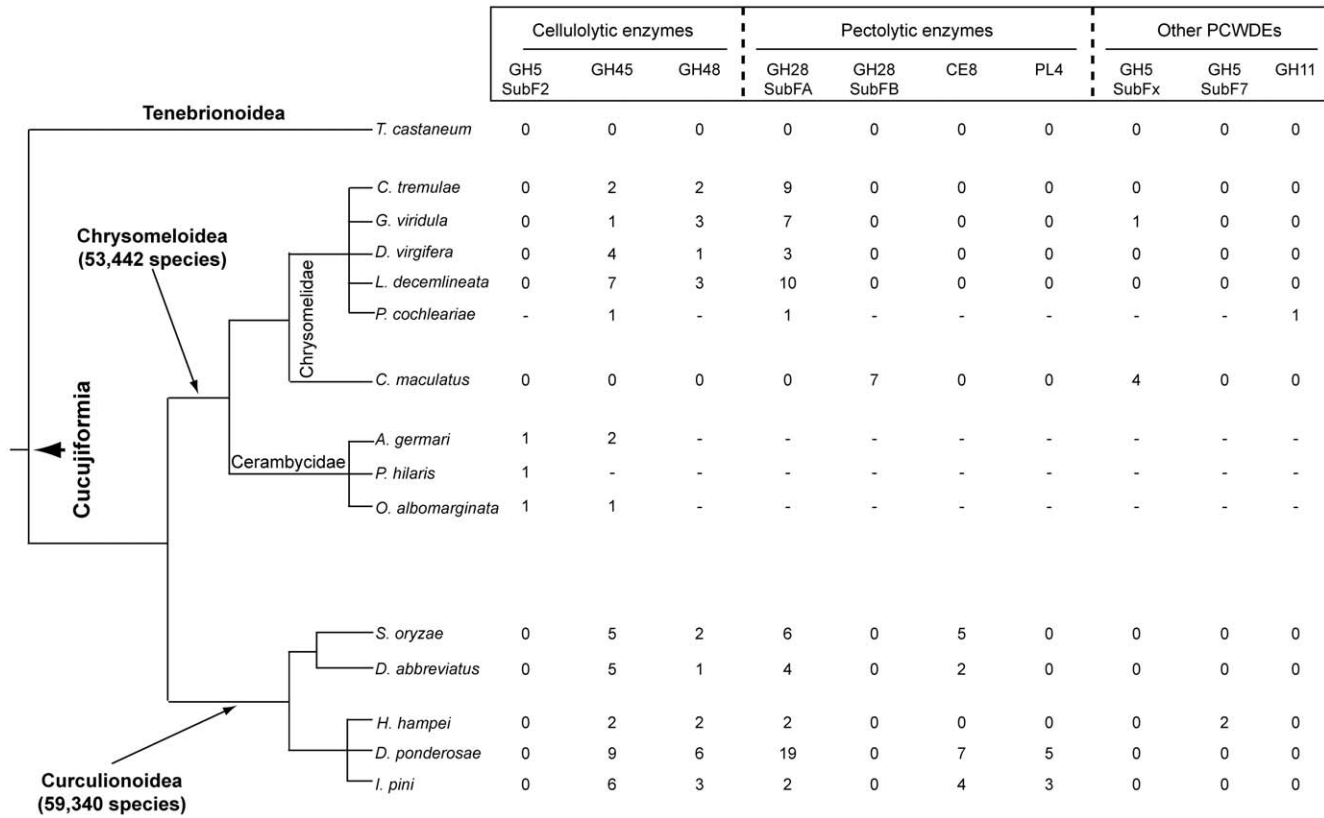 Cellulolytic enzymes Pectolytic enzymes Other PCWDEs
GH5 SubF2 GH45 GH48 GH28 SubFA GH28 SubFB CE8 PL4 GH5 SubFx GH5 SubF7 GH11
Tenebrionoidea
T. castaneum 0 0 0 0 0 0 0 0 0 0
C. tremulae 0 2 2 9 0 0 0 0 0 0
G. viridula 0 1 3 7 0 0 0 1 0 0
Chrysomeloidea
(53,442 species)
D. virgifera 0 4 1 3 0 0 0 0 0 0
L. decemlineata 0 7 3 10 0 0 0 0 0 0
P. cochleariae - 1 - 1 - - - - - 1
Chrysomelidae
C. maculatus 0 0 0 0 7 0 0 4 0 0
Cucujiformia
A. germari 1 2 - - - - - - - -
Cerambycidae
P. hilaris 1 - - - - - - - - -
O. albomarginata 1 1 - - - - - - - -
S. oryzae 0 5 2 6 0 5 0 0 0 0
D. abbreviatus 0 5 1 4 0 2 0 0 0 0
H. hampei 0 2 2 2 0 0 0 0 2 0
D. ponderosae 0 9 6 19 0 7 5 0 0 0
I. pini 0 6 3 2 0 4 3 0 0 0
Curculionoidea
(59,340 species)